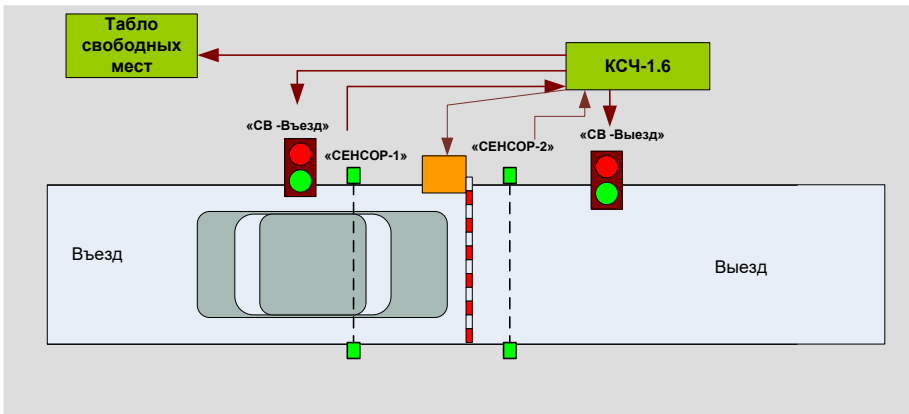 Табло
свободных
мест
КСЧ-1.6
«СВ -Въезд»
«СВ -Выезд»
«СЕНСОР-1»
«СЕНСОР-2»
Въезд
Выезд